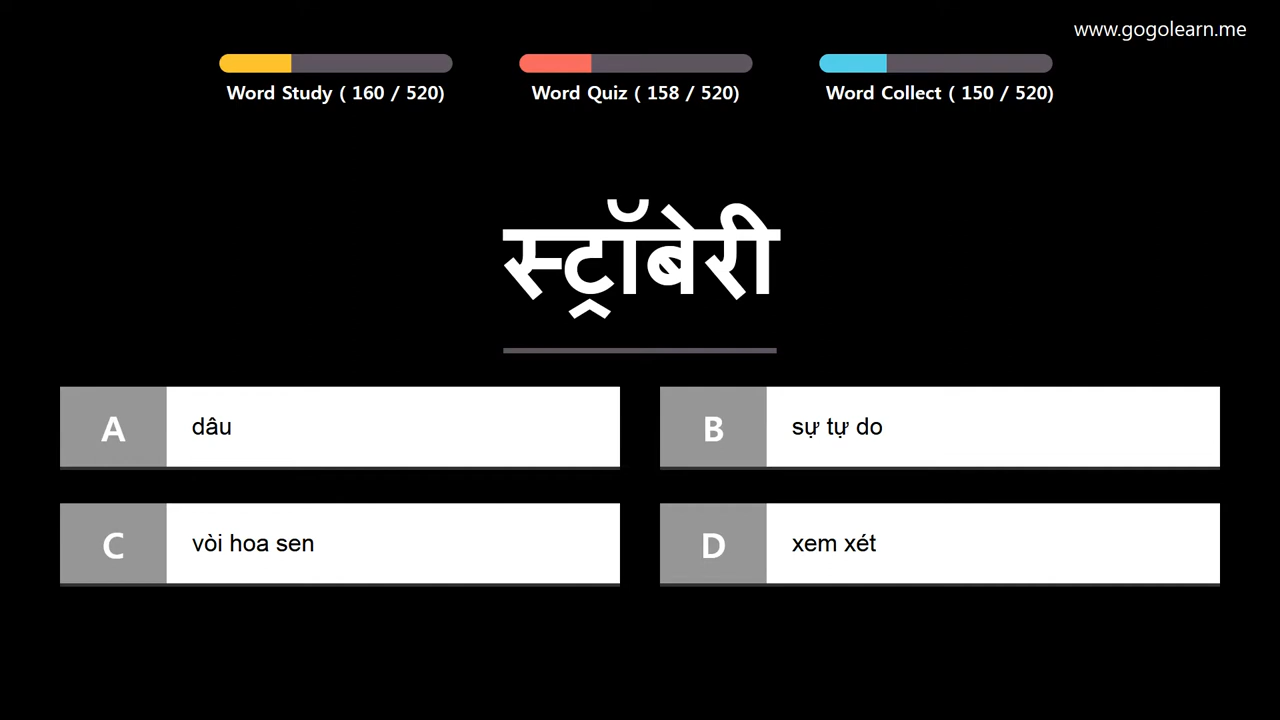 www.gogolearn.me
Word Study ( 160 / 520)
Word Quiz ( 158 / 520)
Word Collect ( 150 / 520)
स्ट्रॉबेरी
A
dâu
B
sự tự do
C
vòi hoa sen
D
xem xét